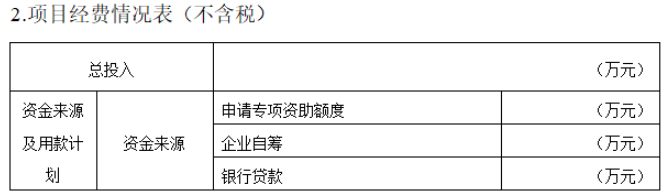 2.项目经费情况表（不含税）
总投入 （万元）
资金来源及用款计划 资金来源 申请专项资助额度 （万元）
企业自筹 （万元）
银行贷款 （万元）